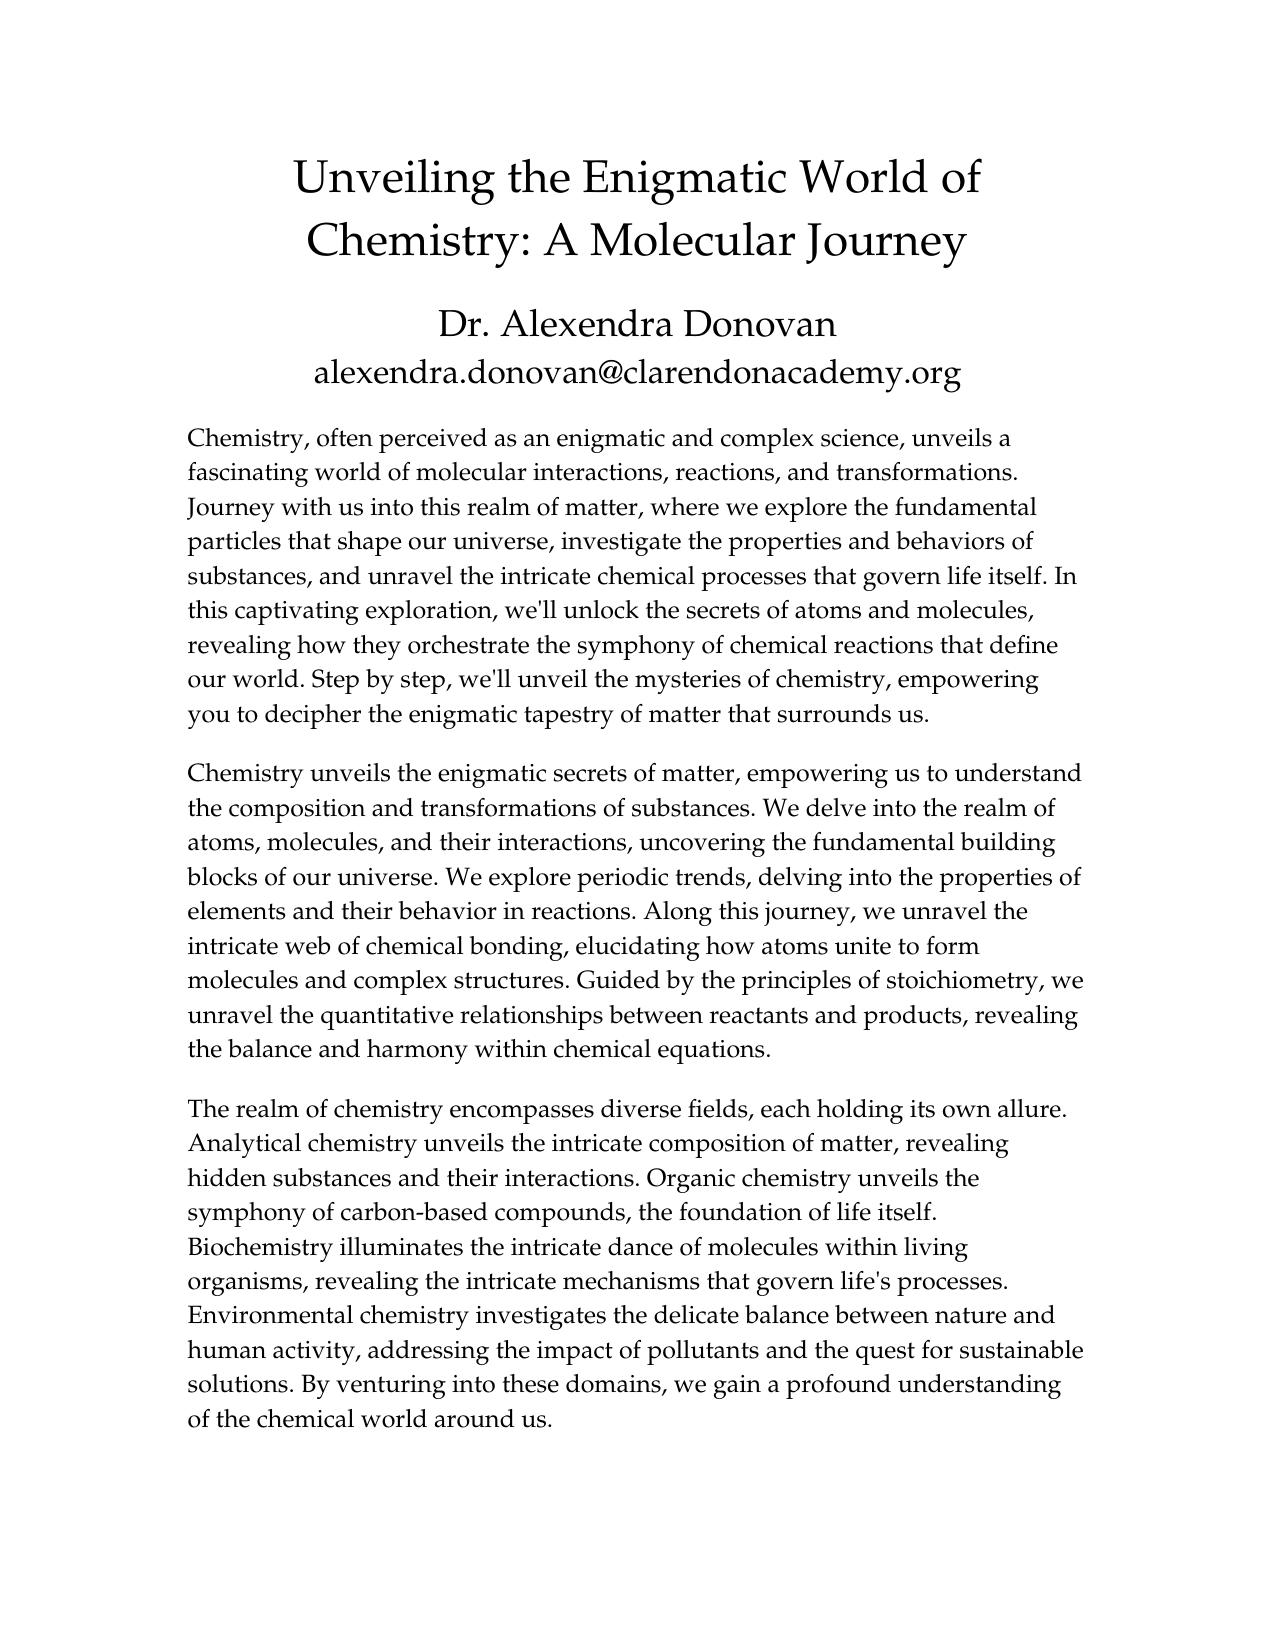 Unveiling the Enigmatic World of
Chemistry: A Molecular Journey
Dr. Alexendra Donovan
alexendra.donovan@clarendonacademy.org
Chemistry, often perceived as an enigmatic and complex science, unveils a
fascinating world of molecular interactions, reactions, and transformations.
Journey with us into this realm of matter, where we explore the fundamental
particles that shape our universe, investigate the properties and behaviors of
substances, and unravel the intricate chemical processes that govern life itself. In
this captivating exploration, we'll unlock the secrets of atoms and molecules,
revealing how they orchestrate the symphony of chemical reactions that define
our world. Step by step, we'll unveil the mysteries of chemistry, empowering
you to decipher the enigmatic tapestry of matter that surrounds us.
Chemistry unveils the enigmatic secrets of matter, empowering us to understand
the composition and transformations of substances. We delve into the realm of
atoms, molecules, and their interactions, uncovering the fundamental building
blocks of our universe. We explore periodic trends, delving into the properties of
elements and their behavior in reactions. Along this journey, we unravel the
intricate web of chemical bonding, elucidating how atoms unite to form
molecules and complex structures. Guided by the principles of stoichiometry, we
unravel the quantitative relationships between reactants and products, revealing
the balance and harmony within chemical equations.
The realm of chemistry encompasses diverse fields, each holding its own allure.
Analytical chemistry unveils the intricate composition of matter, revealing
hidden substances and their interactions. Organic chemistry unveils the
symphony of carbon-based compounds, the foundation of life itself.
Biochemistry illuminates the intricate dance of molecules within living
organisms, revealing the intricate mechanisms that govern life's processes.
Environmental chemistry investigates the delicate balance between nature and
human activity, addressing the impact of pollutants and the quest for sustainable
solutions. By venturing into these domains, we gain a profound understanding
of the chemical world around us.